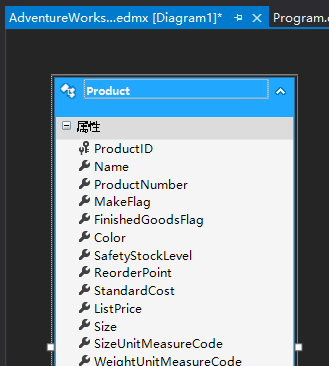 AdventureWorks...edmx [Diagram1]*
Program.c
Product
属性
ProductID
Name
ProductNumber
MakeFlag
FinishedGoodsFlag
Color
SafetyStockLevel
ReorderPoint
StandardCost
ListPrice
Size
SizeUnitMeasureCode
WeightUnitMeasureCode